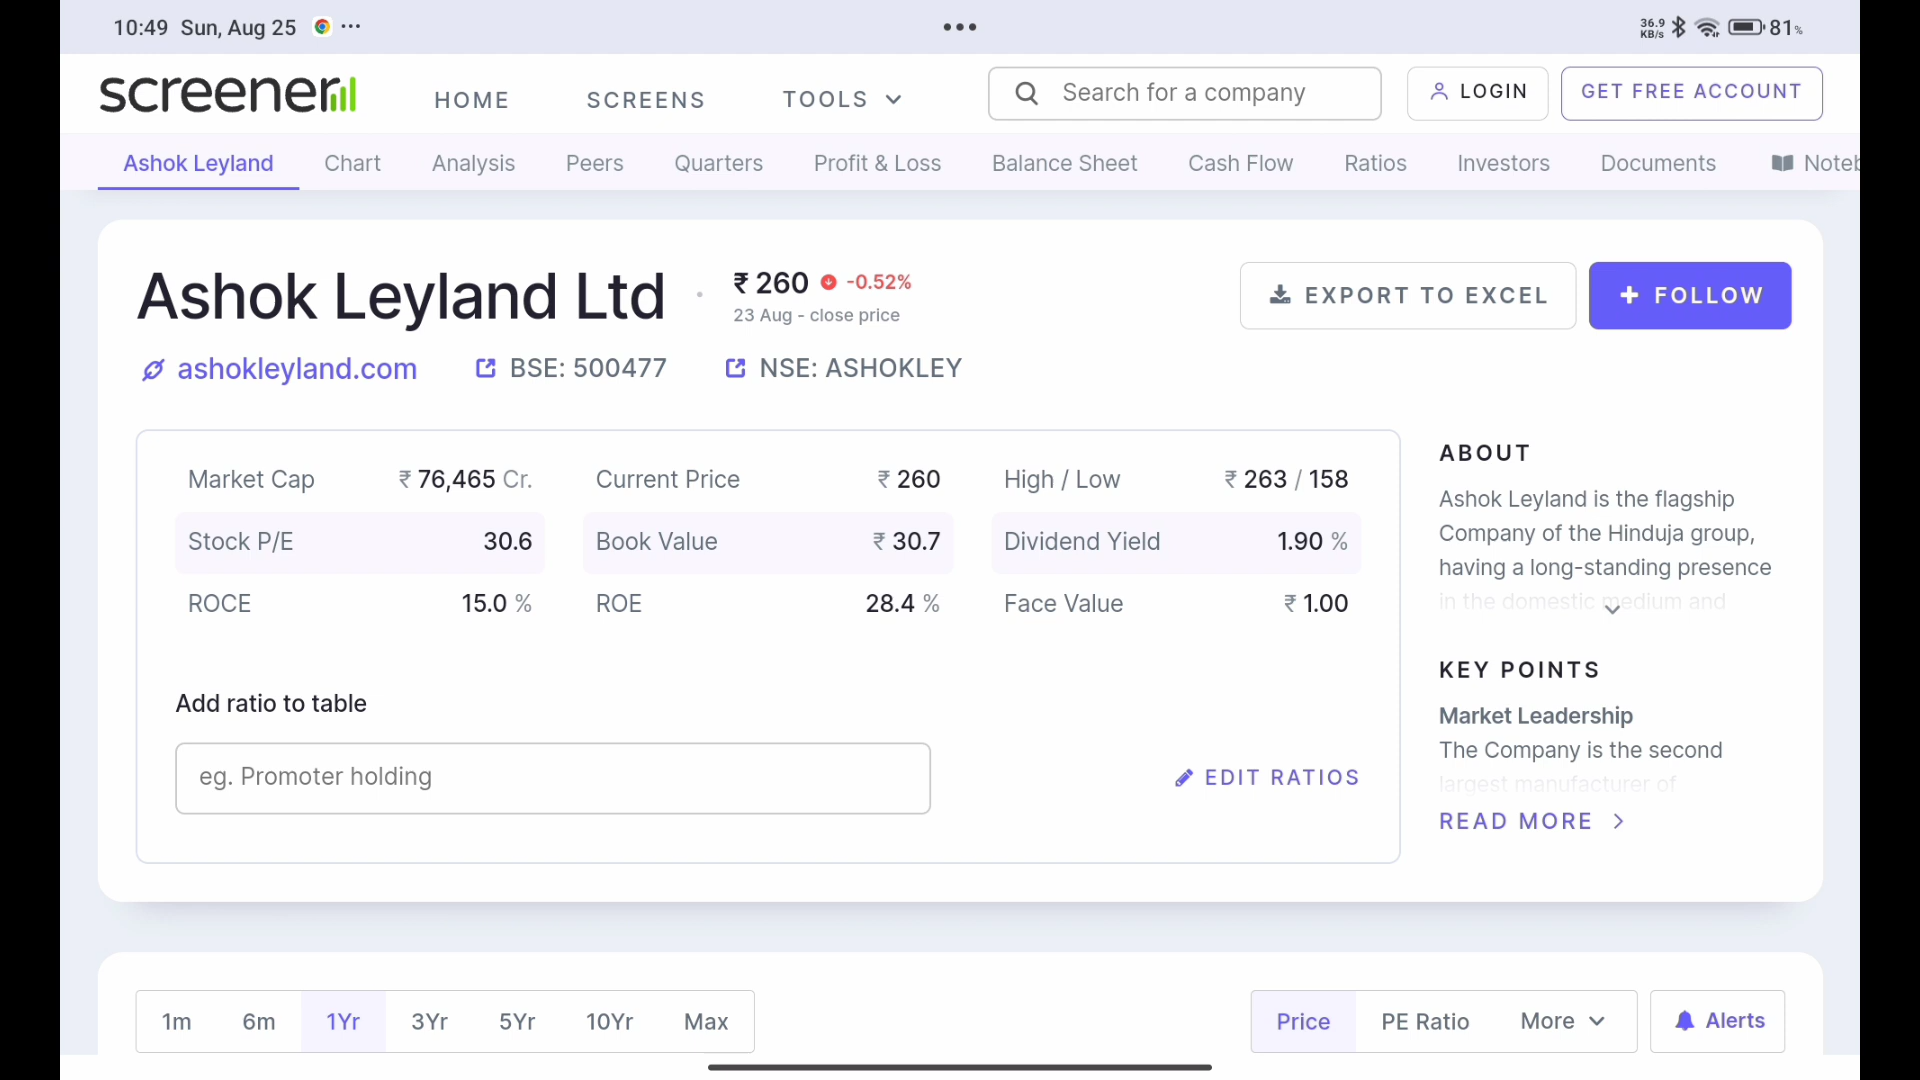 10:49 Sun, Aug 25 ...
36.9 KB/s 81%
screener
HOME SCREENS TOOLS
Search for a company
LOGIN
GET FREE ACCOUNT
Ashok Leyland Chart Analysis Peers Quarters Profit & Loss Balance Sheet Cash Flow Ratios Investors Documents Noteb
Ashok Leyland Ltd
₹ 260 -0.52%
23 Aug - close price
EXPORT TO EXCEL
+ FOLLOW
ashokleyland.com BSE: 500477 NSE: ASHOKLEY
Market Cap ₹ 76,465 Cr. Current Price ₹ 260 High / Low ₹ 263 / 158
Stock P/E 30.6 Book Value ₹ 30.7 Dividend Yield 1.90 %
ROCE 15.0 % ROE 28.4 % Face Value ₹ 1.00
Add ratio to table
eg. Promoter holding
EDIT RATIOS
ABOUT
Ashok Leyland is the flagship
Company of the Hinduja group,
having a long-standing presence
in the domestic medium and
KEY POINTS
Market Leadership
The Company is the second
largest manufacturer of
READ MORE
1m 6m 1Yr 3Yr 5Yr 10Yr Max
Price PE Ratio More
Alerts